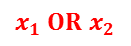 x₁ OR x₂